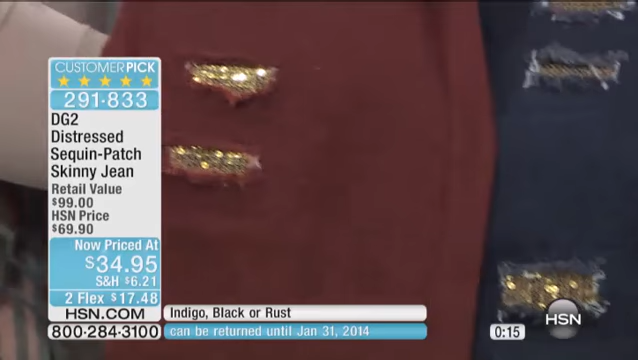 CUSTOMERPICK
291-833
DG2
Distressed
Sequin-Patch
Skinny Jean
Retail Value
$99.00
HSN Price
$69.90
Now Priced At
$34.95
S&H $6.21
2 Flex $17.48
HSN.COM
800-284-3100
Indigo, Black or Rust
can be returned until Jan 31, 2014
0:15
HSN